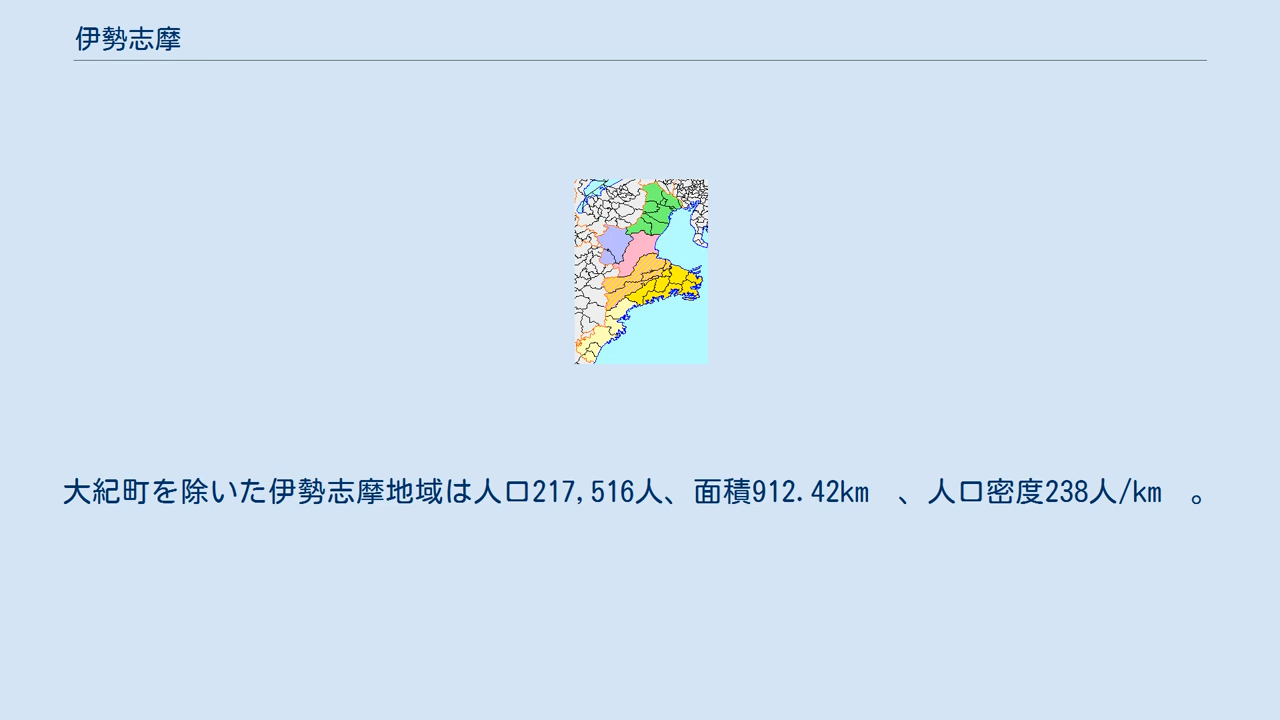 伊勢志摩
大紀町を除いた伊勢志摩地域は人口217,516人、面積912.42km　、人口密度238人/km　。